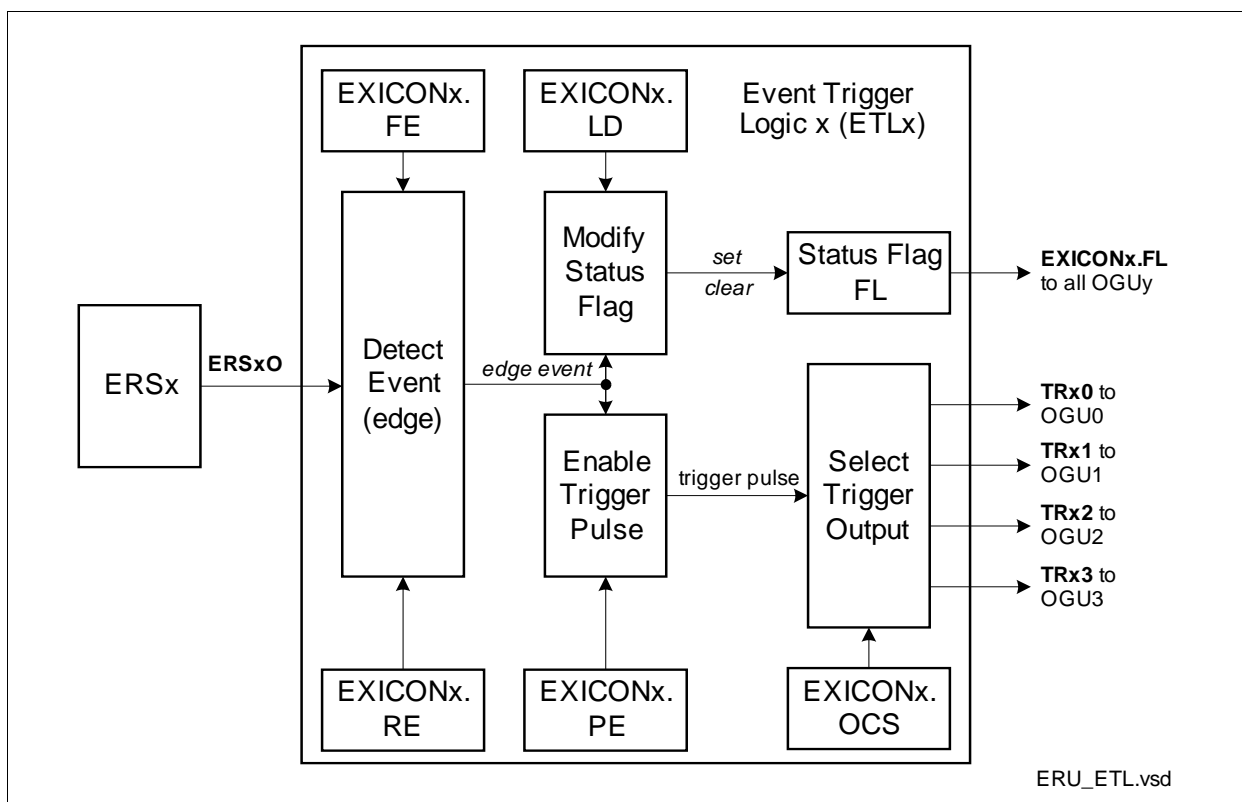 EXICONx.
FE
EXICONx.
LD
Event Trigger
Logic x (ETLx)
Modify
Status
Flag
set
clear
Status Flag
FL
EXICONx.FL
to all OGUy
ERSx
ERSxO
Detect
Event
(edge)
edge event
Enable
Trigger
Pulse
trigger pulse
Select
Trigger
Output
TRx0 to
OGU0
TRx1 to
OGU1
TRx2 to
OGU2
TRx3 to
OGU3
EXICONx.
RE
EXICONx.
PE
EXICONx.
OCS
ERU_ETL.vsd